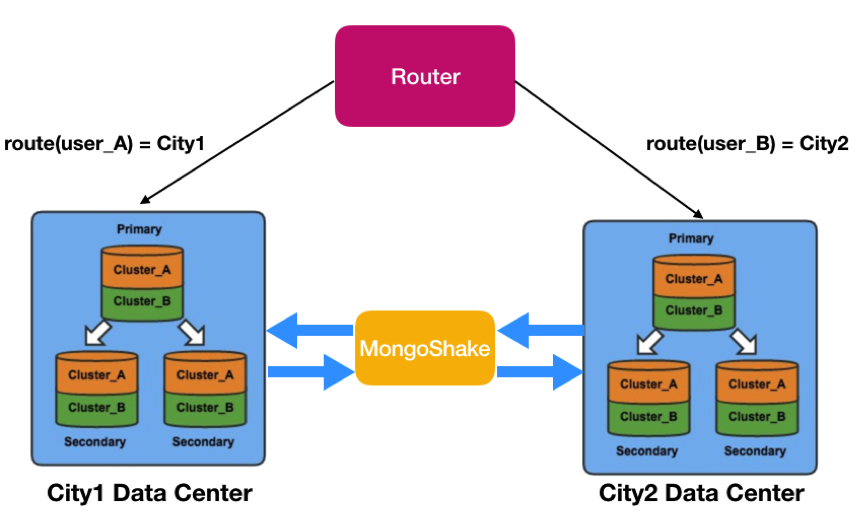 Router
route(user_A) = City1
route(user_B) = City2
Primary
Cluster_A
Cluster_B
Cluster_A
Cluster_B
Cluster_A
Cluster_B
Secondary
Secondary
City1 Data Center
MongoShake
Primary
Cluster_A
Cluster_B
Cluster_A
Cluster_B
Cluster_A
Cluster_B
Secondary
Secondary
City2 Data Center